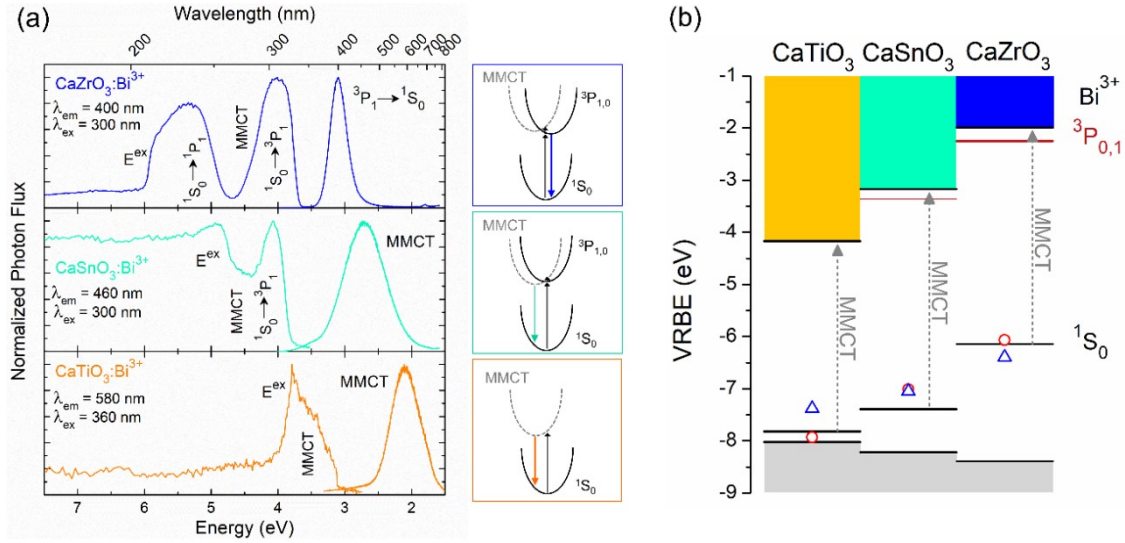 (a)
Wavelength (nm)
200 300 400 500 600 700 800
Normalized Photon Flux
CaZrO₃:Bi³⁺
λem = 400 nm
λex = 300 nm
Eᵉˣ
¹S₀→¹P₁
MMCT
¹S₀→³P₁
³P₁→¹S₀
CaSnO₃:Bi³⁺
λem = 460 nm
λex = 300 nm
Eᵉˣ
MMCT
¹S₀→³P₁
MMCT
CaTiO₃:Bi³⁺
λem = 580 nm
λex = 360 nm
Eᵉˣ
MMCT
MMCT
7 6 5 4 3 2
Energy (eV)
MMCT
³P₁,₀
¹S₀
MMCT
³P₁,₀
¹S₀
MMCT
¹S₀
(b)
CaTiO₃ CaSnO₃ CaZrO₃
VRBE (eV)
-1
-2
-3
-4
-5
-6
-7
-8
-9
MMCT
MMCT
MMCT
Bi³⁺
³P₀,₁
¹S₀